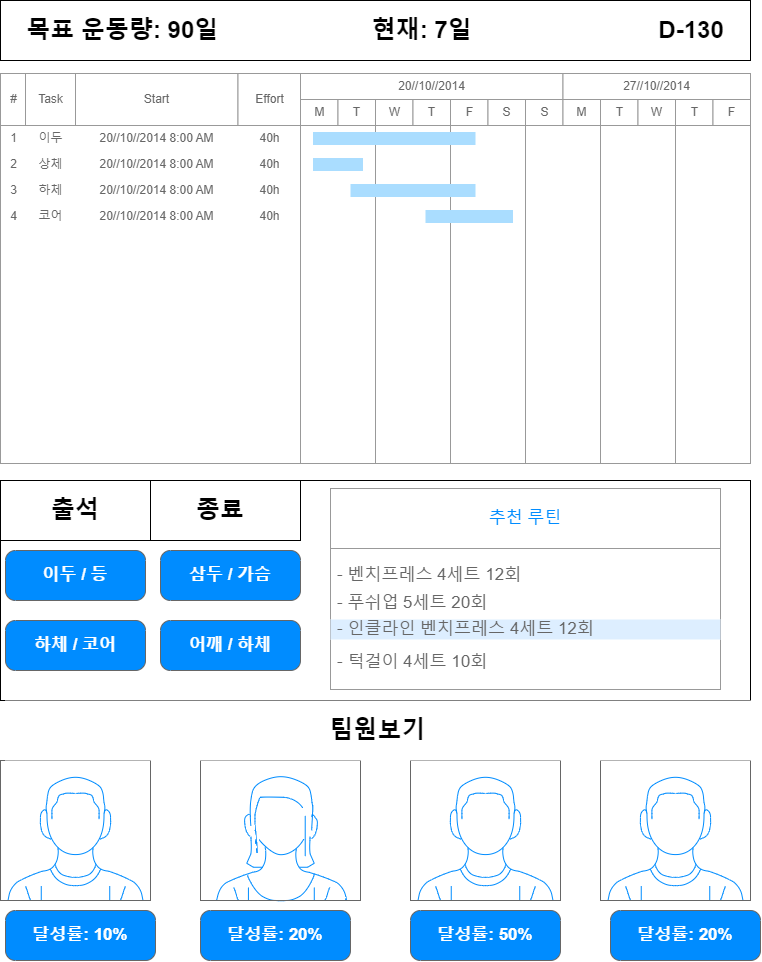 목표 운동량: 90일 현재: 7일 D-130
# Task Start Effort 20//10//2014 27//10//2014
M T W T F S S M T W T F
1 이두 20//10//2014 8:00 AM 40h
2 상체 20//10//2014 8:00 AM 40h
3 하체 20//10//2014 8:00 AM 40h
4 코어 20//10//2014 8:00 AM 40h
출석 종료
이두 / 등 삼두 / 가슴
하체 / 코어 어깨 / 하체
추천 루틴
- 벤치프레스 4세트 12회
- 푸쉬업 5세트 20회
- 인클라인 벤치프레스 4세트 12회
- 턱걸이 4세트 10회
팀원보기
달성률: 10% 달성률: 20% 달성률: 50% 달성률: 20%